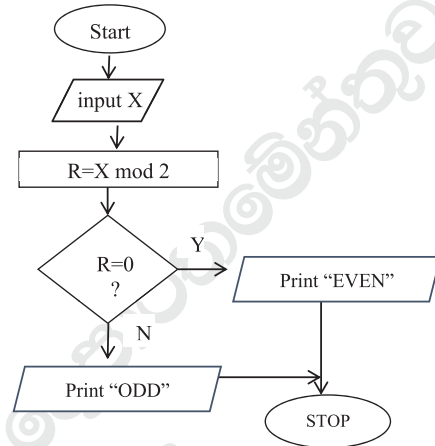 Start
input X
R=X mod 2
R=0
?
Y
Print “EVEN”
N
Print “ODD”
STOP